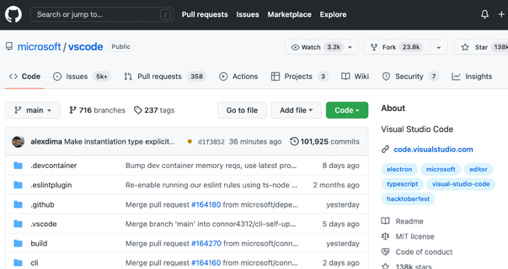 Search or jump to... / Pull requests Issues Marketplace Explore
microsoft / vscode Public Watch 3.2k Fork 23.8k Star 138k
Code Issues 5k+ Pull requests 358 Actions Projects 3 Wiki Security 7 Insights
main 716 branches 237 tags Go to file Add file Code
alexdima Make instantiation type explicit... d1f3852 36 minutes ago 101,925 commits
.devcontainer Bump dev container memory reqs, use latest pro... 8 days ago
.eslintplugin Re-enable running our eslint rules using ts-node ... 2 months ago
.github Merge pull request #164180 from microsoft/depe... yesterday
.vscode Merge branch 'main' into connor4312/cli-self-up... 5 days ago
build Merge pull request #164270 from microsoft/conn... yesterday
cli Merge pull request #164160 from microsoft/conn... 2 days ago
About
Visual Studio Code
code.visualstudio.com
electron microsoft editor
typescript visual-studio-code
hacktoberfest
Readme
MIT license
Code of conduct
138k stars